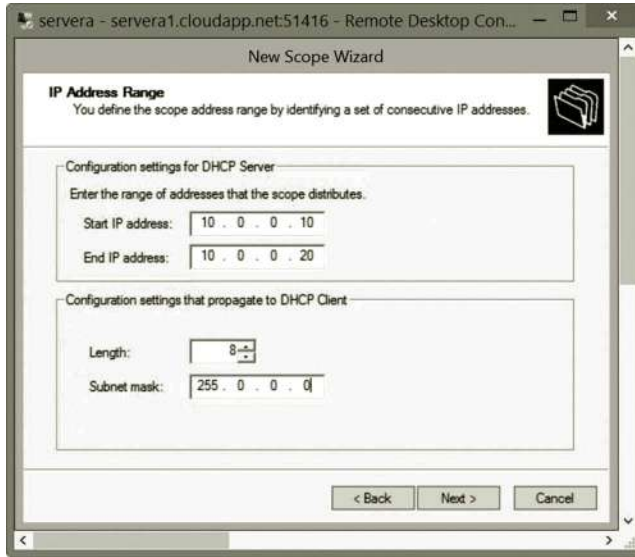 servera - servera1.cloudapp.net:51416 - Remote Desktop Con...
New Scope Wizard
IP Address Range
You define the scope address range by identifying a set of consecutive IP addresses.
Configuration settings for DHCP Server
Enter the range of addresses that the scope distributes.
Start IP address: 10 . 0 . 0 . 10
End IP address: 10 . 0 . 0 . 20
Configuration settings that propagate to DHCP Client
Length: 8
Subnet mask: 255 . 0 . 0 . 0
< Back Next > Cancel